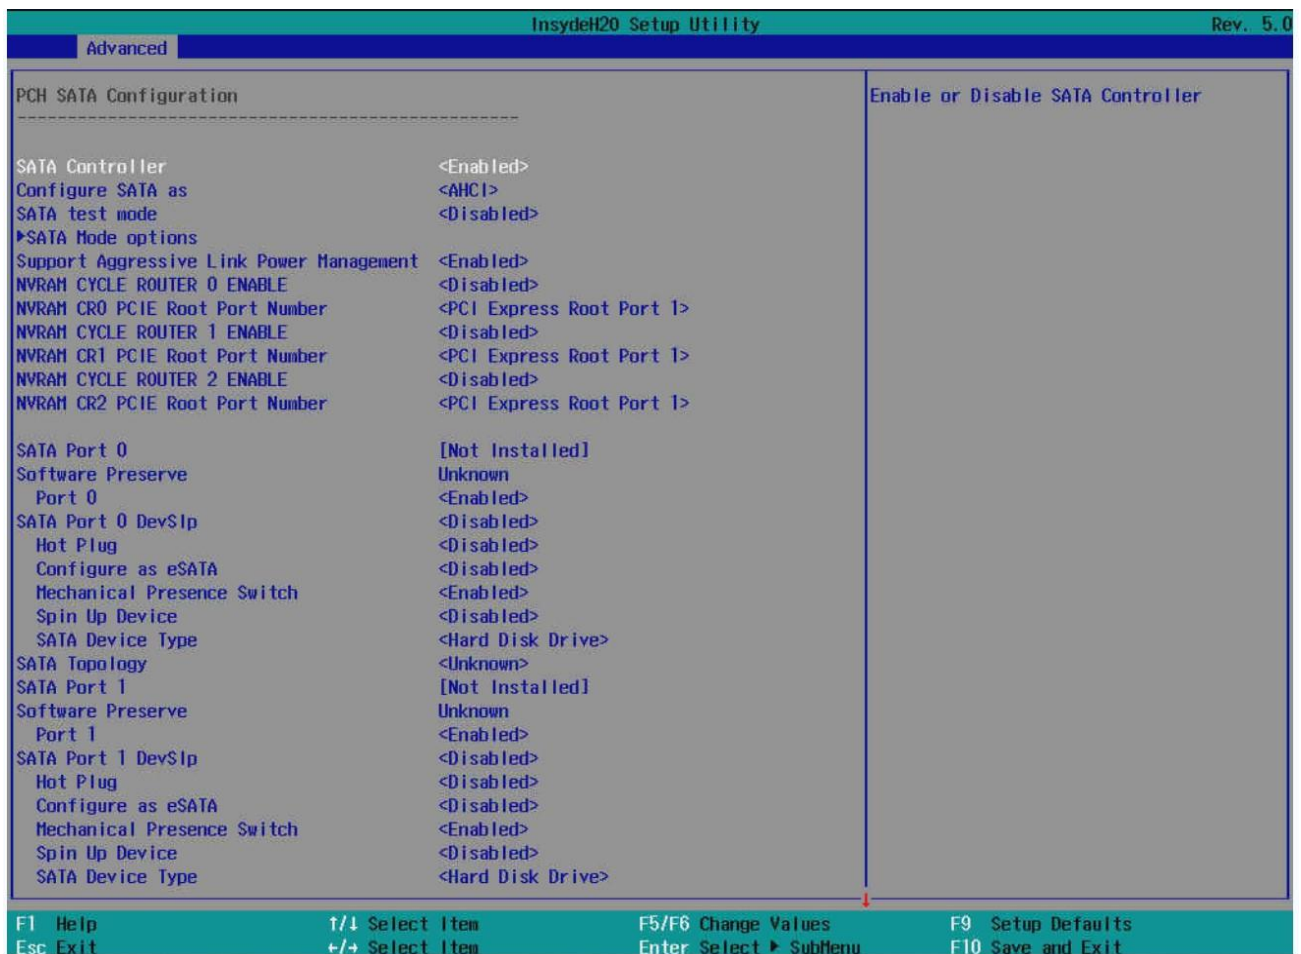 InsydeH20 Setup Utility Rev. 5.0
Advanced
PCH SATA Configuration
--------------------------------------------------
Enable or Disable SATA Controller
SATA Controller <Enabled>
Configure SATA as <AHCI>
SATA test mode <Disabled>
▶SATA Mode options
Support Aggressive Link Power Management <Enabled>
NVRAM CYCLE ROUTER 0 ENABLE <Disabled>
NVRAM CR0 PCIE Root Port Number <PCI Express Root Port 1>
NVRAM CYCLE ROUTER 1 ENABLE <Disabled>
NVRAM CR1 PCIE Root Port Number <PCI Express Root Port 1>
NVRAM CYCLE ROUTER 2 ENABLE <Disabled>
NVRAM CR2 PCIE Root Port Number <PCI Express Root Port 1>
SATA Port 0 [Not Installed]
Software Preserve Unknown
Port 0 <Enabled>
SATA Port 0 DevSlp <Disabled>
Hot Plug <Disabled>
Configure as eSATA <Disabled>
Mechanical Presence Switch <Enabled>
Spin Up Device <Disabled>
SATA Device Type <Hard Disk Drive>
SATA Topology <Unknown>
SATA Port 1 [Not Installed]
Software Preserve Unknown
Port 1 <Enabled>
SATA Port 1 DevSlp <Disabled>
Hot Plug <Disabled>
Configure as eSATA <Disabled>
Mechanical Presence Switch <Enabled>
Spin Up Device <Disabled>
SATA Device Type <Hard Disk Drive>
F1 Help ↑/↓ Select Item F5/F6 Change Values F9 Setup Defaults
Esc Exit ←/→ Select Item Enter Select ▶ SubMenu F10 Save and Exit